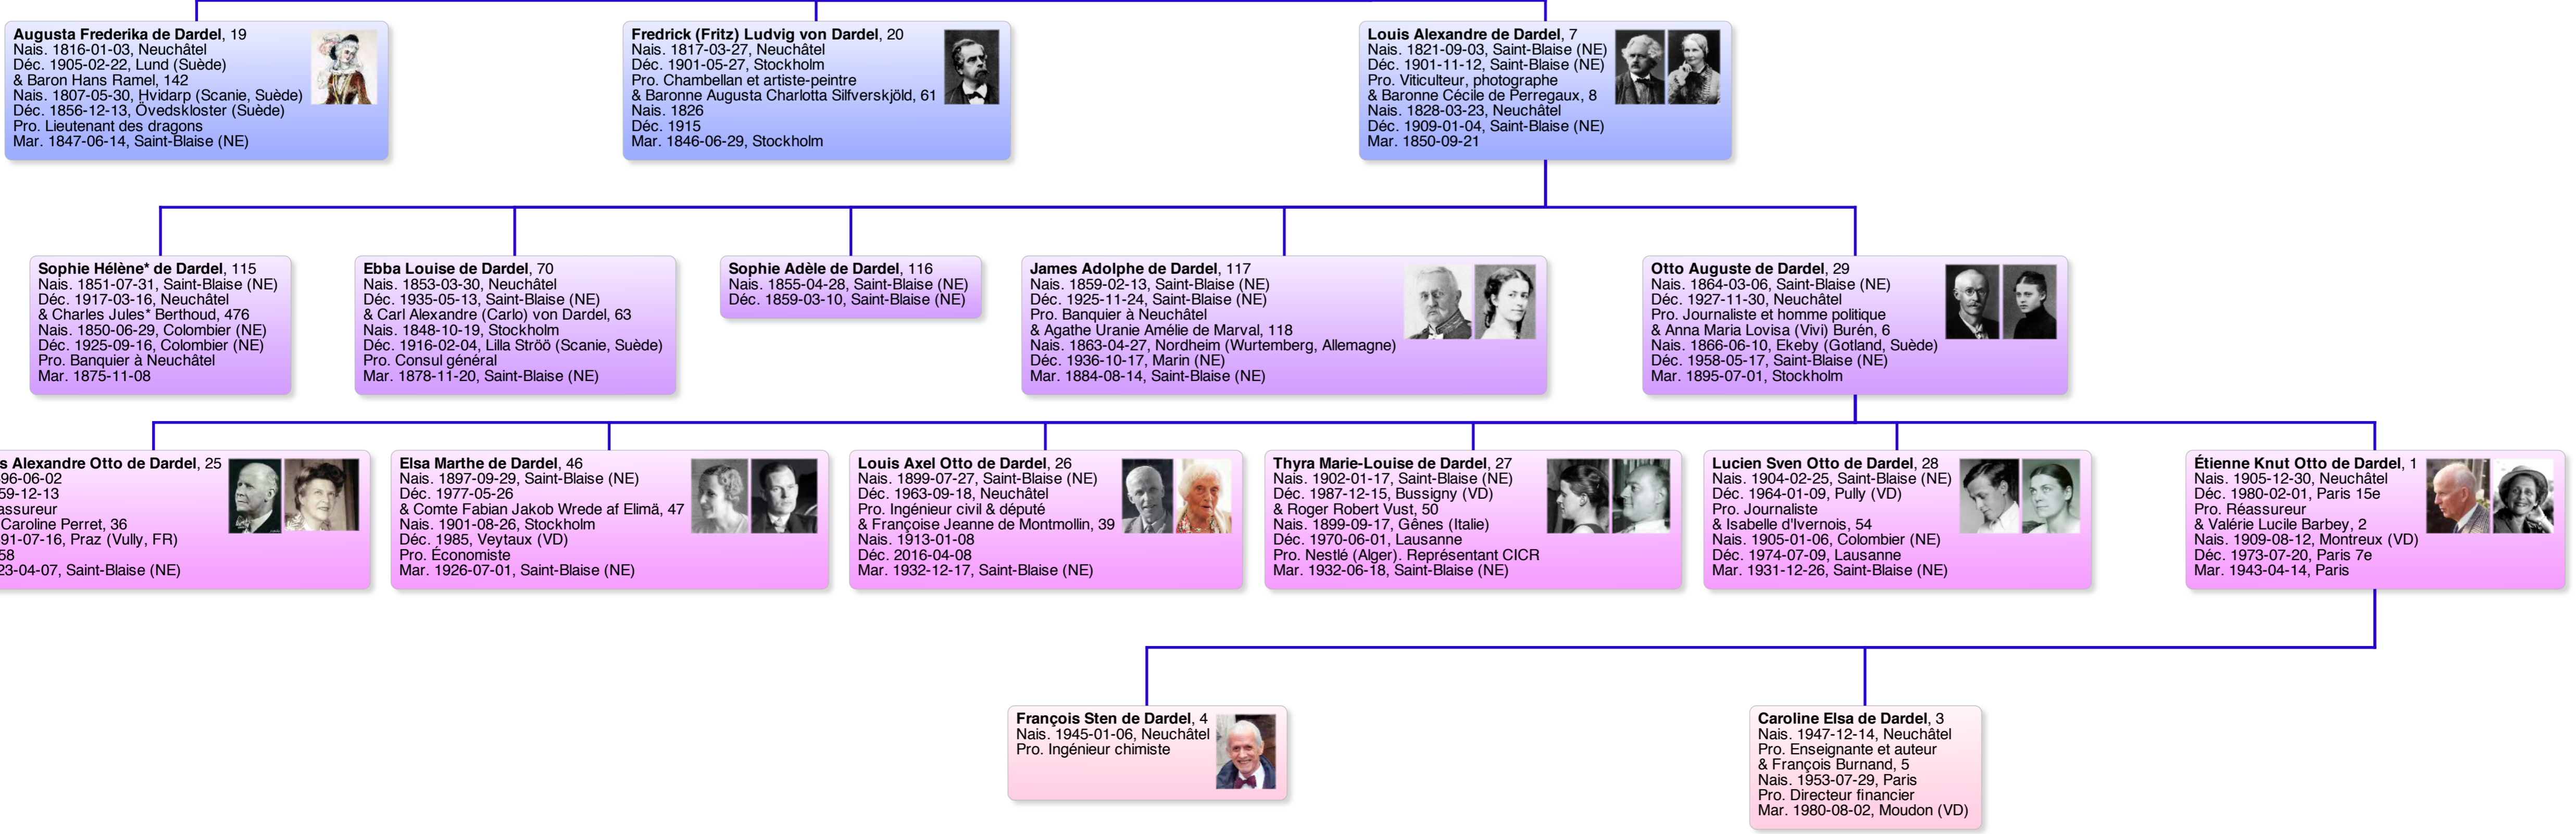 Augusta Frederika de Dardel, 19
Nais. 1816-01-03, Neuchâtel
Déc. 1905-02-22, Lund (Suède)
& Baron Hans Ramel, 142
Nais. 1807-05-30, Hvidarp (Scanie, Suède)
Déc. 1856-12-13, Övedskloster (Suède)
Pro. Lieutenant des dragons
Mar. 1847-06-14, Saint-Blaise (NE)
Fredrick (Fritz) Ludvig von Dardel, 20
Nais. 1817-03-27, Neuchâtel
Déc. 1901-05-27, Stockholm
Pro. Chambellan et artiste-peintre
& Baronne Augusta Charlotta Silfverskjöld, 61
Nais. 1826
Déc. 1915
Mar. 1846-06-29, Stockholm
Louis Alexandre de Dardel, 7
Nais. 1821-09-03, Saint-Blaise (NE)
Déc. 1901-11-12, Saint-Blaise (NE)
Pro. Viticulteur, photographe
& Baronne Cécile de Perregaux, 8
Nais. 1828-03-23, Neuchâtel
Déc. 1909-01-04, Saint-Blaise (NE)
Mar. 1850-09-21
Sophie Hélène* de Dardel, 115
Nais. 1851-07-31, Saint-Blaise (NE)
Déc. 1917-03-16, Neuchâtel
& Charles Jules* Berthoud, 476
Nais. 1850-06-29, Colombier (NE)
Déc. 1925-09-16, Colombier (NE)
Pro. Banquier à Neuchâtel
Mar. 1875-11-08
Ebba Louise de Dardel, 70
Nais. 1853-03-30, Neuchâtel
Déc. 1935-05-13, Saint-Blaise (NE)
& Carl Alexandre (Carlo) von Dardel, 63
Nais. 1848-10-19, Stockholm
Déc. 1916-02-04, Lilla Ströö (Scanie, Suède)
Pro. Consul général
Mar. 1878-11-20, Saint-Blaise (NE)
Sophie Adèle de Dardel, 116
Nais. 1855-04-28, Saint-Blaise (NE)
Déc. 1859-03-10, Saint-Blaise (NE)
James Adolphe de Dardel, 117
Nais. 1859-02-13, Saint-Blaise (NE)
Déc. 1925-11-24, Saint-Blaise (NE)
Pro. Banquier à Neuchâtel
& Agathe Uranie Amélie de Marval, 118
Nais. 1863-04-27, Nordheim (Wurtemberg, Allemagne)
Déc. 1936-10-17, Marin (NE)
Mar. 1884-08-14, Saint-Blaise (NE)
Otto Auguste de Dardel, 29
Nais. 1864-03-06, Saint-Blaise (NE)
Déc. 1927-11-30, Neuchâtel
Pro. Journaliste et homme politique
& Anna Maria Lovisa (Vivi) Burén, 6
Nais. 1866-06-10, Ekeby (Gotland, Suède)
Déc. 1958-05-17, Saint-Blaise (NE)
Mar. 1895-07-01, Stockholm
s Alexandre Otto de Dardel, 25
96-06-02
59-12-13
assureur
Caroline Perret, 36
91-07-16, Praz (Vully, FR)
58
23-04-07, Saint-Blaise (NE)
Elsa Marthe de Dardel, 46
Nais. 1897-09-29, Saint-Blaise (NE)
Déc. 1977-05-26
& Comte Fabian Jakob Wrede af Elimä, 47
Nais. 1901-08-26, Stockholm
Déc. 1985, Veytaux (VD)
Pro. Économiste
Mar. 1926-07-01, Saint-Blaise (NE)
Louis Axel Otto de Dardel, 26
Nais. 1899-07-27, Saint-Blaise (NE)
Déc. 1963-09-18, Neuchâtel
Pro. Ingénieur civil & député
& Françoise Jeanne de Montmollin, 39
Nais. 1913-01-08
Déc. 2016-04-08
Mar. 1932-12-17, Saint-Blaise (NE)
Thyra Marie-Louise de Dardel, 27
Nais. 1902-01-17, Saint-Blaise (NE)
Déc. 1987-12-15, Bussigny (VD)
& Roger Robert Vust, 50
Nais. 1899-09-17, Gênes (Italie)
Déc. 1970-06-01, Lausanne
Pro. Nestlé (Alger). Représentant CICR
Mar. 1932-06-18, Saint-Blaise (NE)
Lucien Sven Otto de Dardel, 28
Nais. 1904-02-25, Saint-Blaise (NE)
Déc. 1964-01-09, Pully (VD)
Pro. Journaliste
& Isabelle d'Ivernois, 54
Nais. 1905-01-06, Colombier (NE)
Déc. 1974-07-09, Lausanne
Mar. 1931-12-26, Saint-Blaise (NE)
Étienne Knut Otto de Dardel, 1
Nais. 1905-12-30, Neuchâtel
Déc. 1980-02-01, Paris 15e
Pro. Réassureur
& Valérie Lucile Barbey, 2
Nais. 1909-08-12, Montreux (VD)
Déc. 1973-07-20, Paris 7e
Mar. 1943-04-14, Paris
François Sten de Dardel, 4
Nais. 1945-01-06, Neuchâtel
Pro. Ingénieur chimiste
Caroline Elsa de Dardel, 3
Nais. 1947-12-14, Neuchâtel
Pro. Enseignante et auteur
& François Burnand, 5
Nais. 1953-07-29, Paris
Pro. Directeur financier
Mar. 1980-08-02, Moudon (VD)